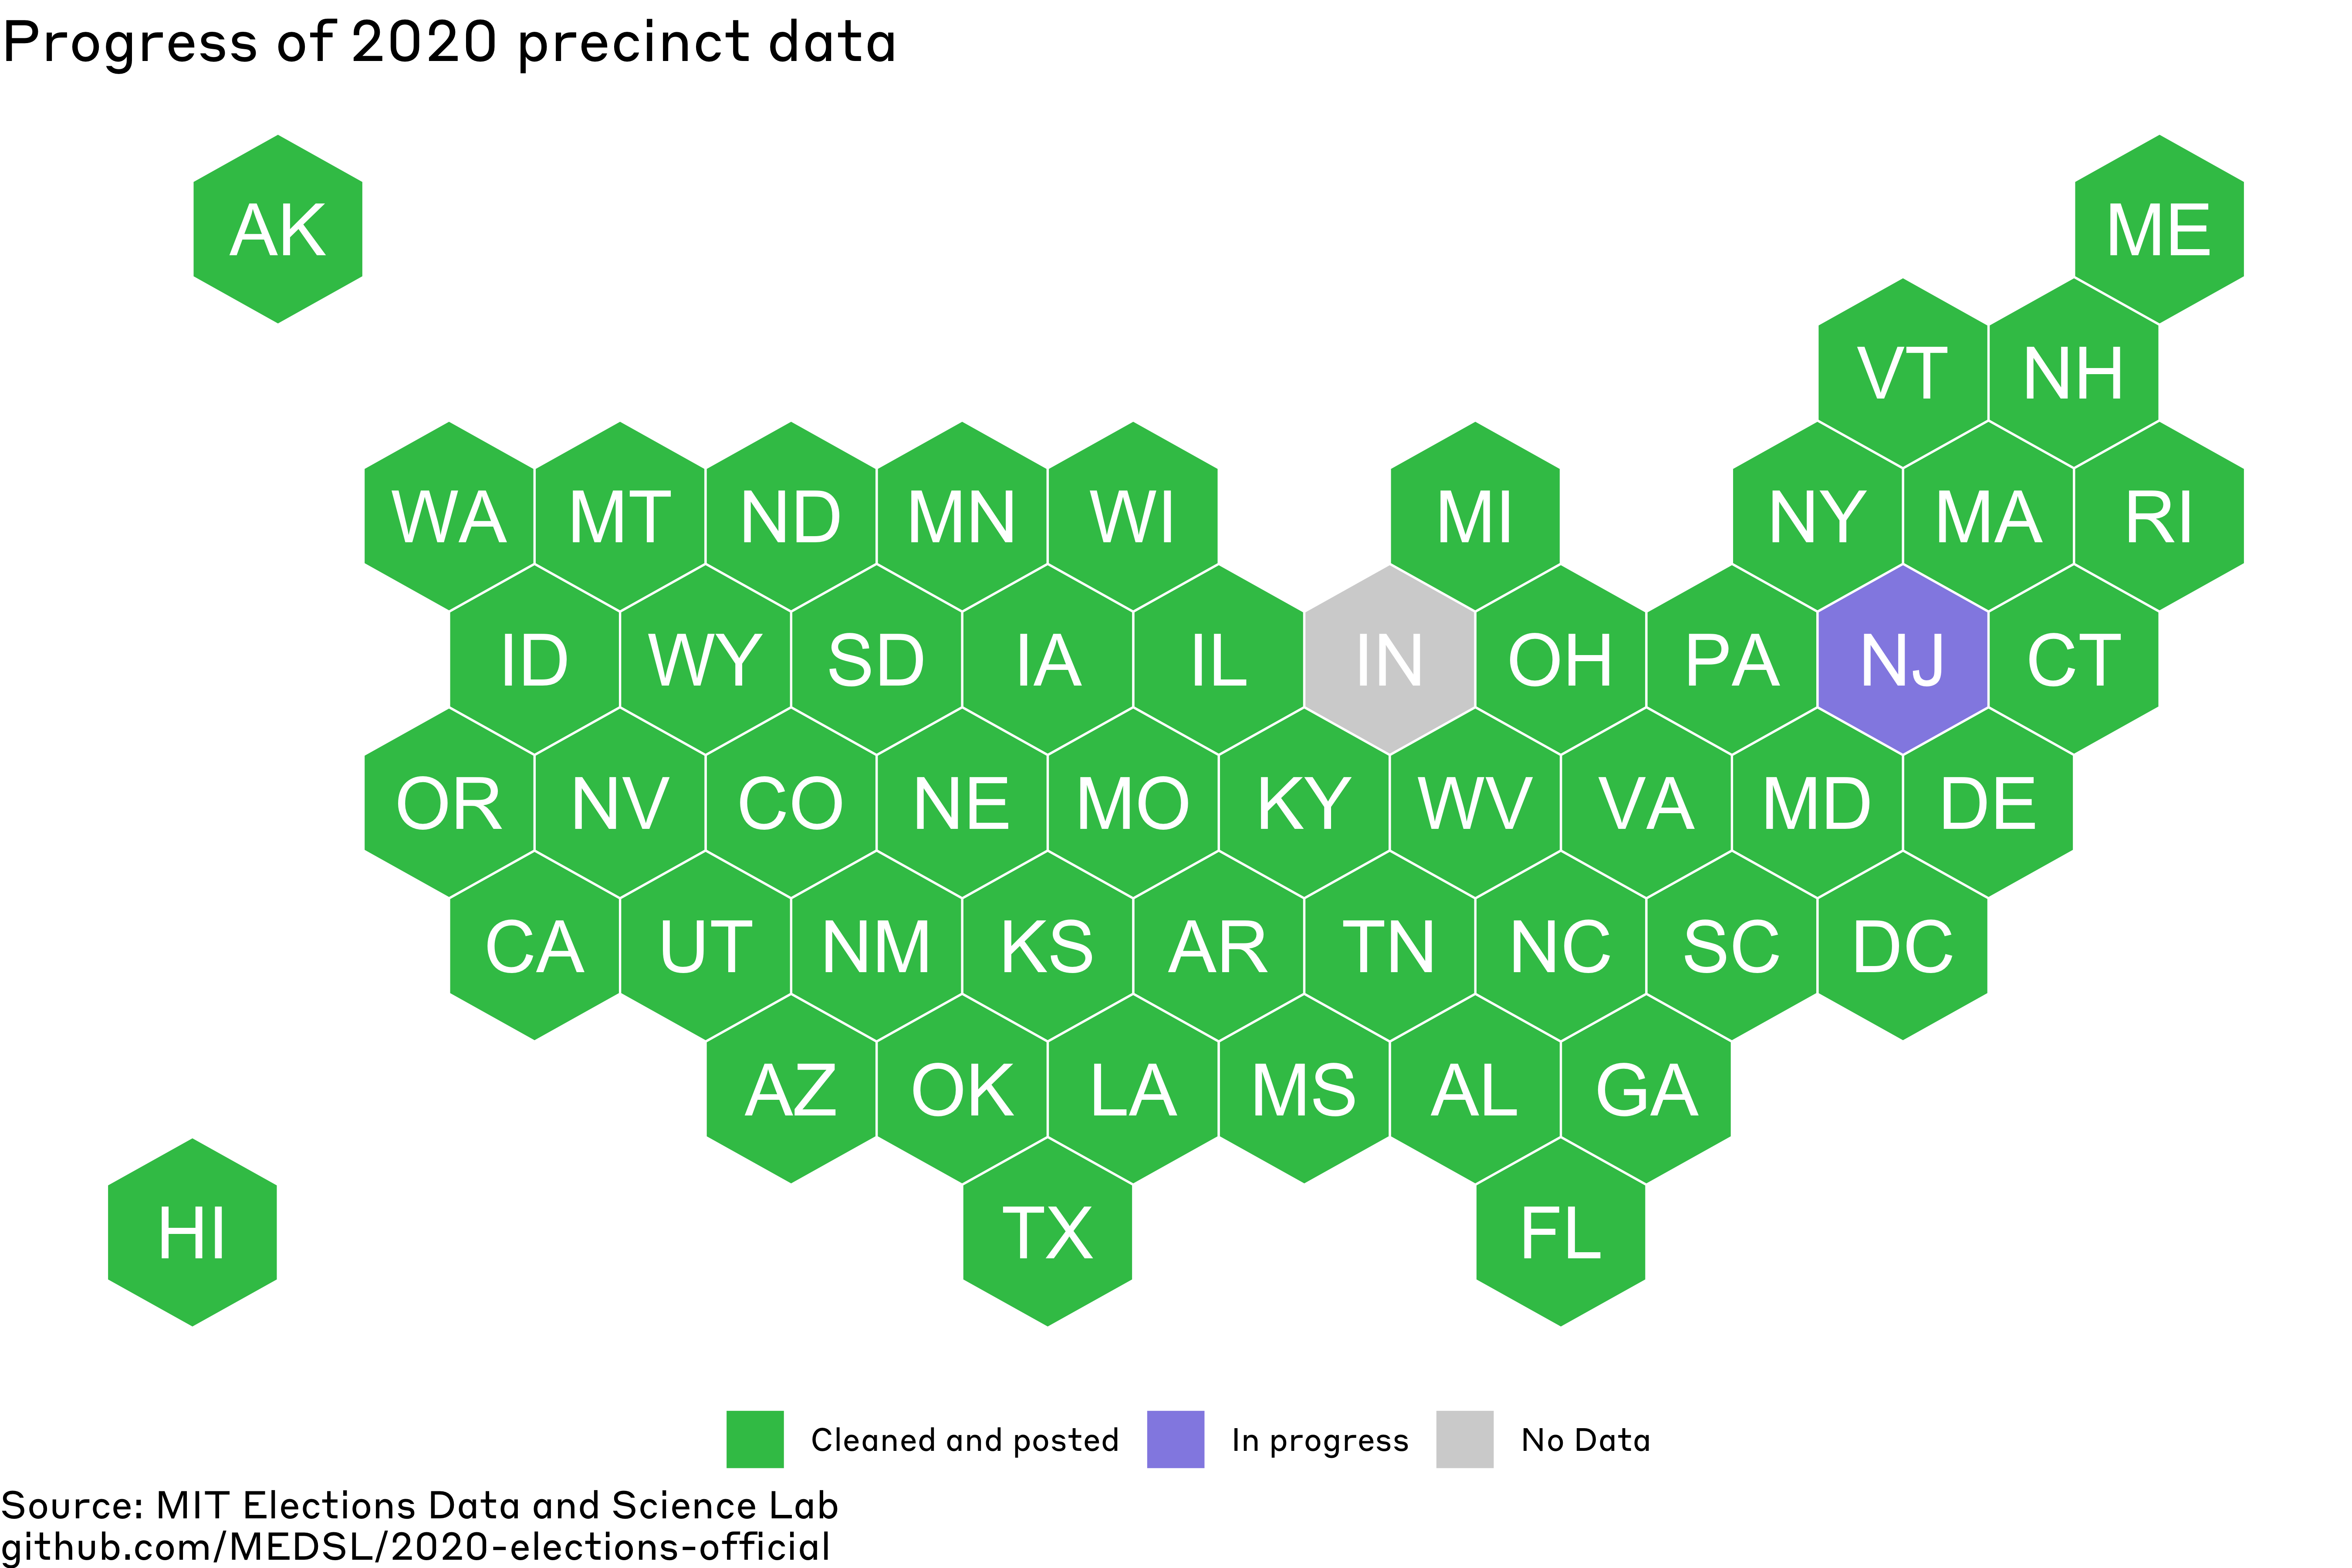 Progress of 2020 precinct data
AK
ME
VT NH
WA MT ND MN WI MI NY MA RI
ID WY SD IA IL IN OH PA NJ CT
OR NV CO NE MO KY WV VA MD DE
CA UT NM KS AR TN NC SC DC
AZ OK LA MS AL GA
HI TX FL
Cleaned and posted In progress No Data
Source: MIT Elections Data and Science Lab
github.com/MEDSL/2020-elections-official